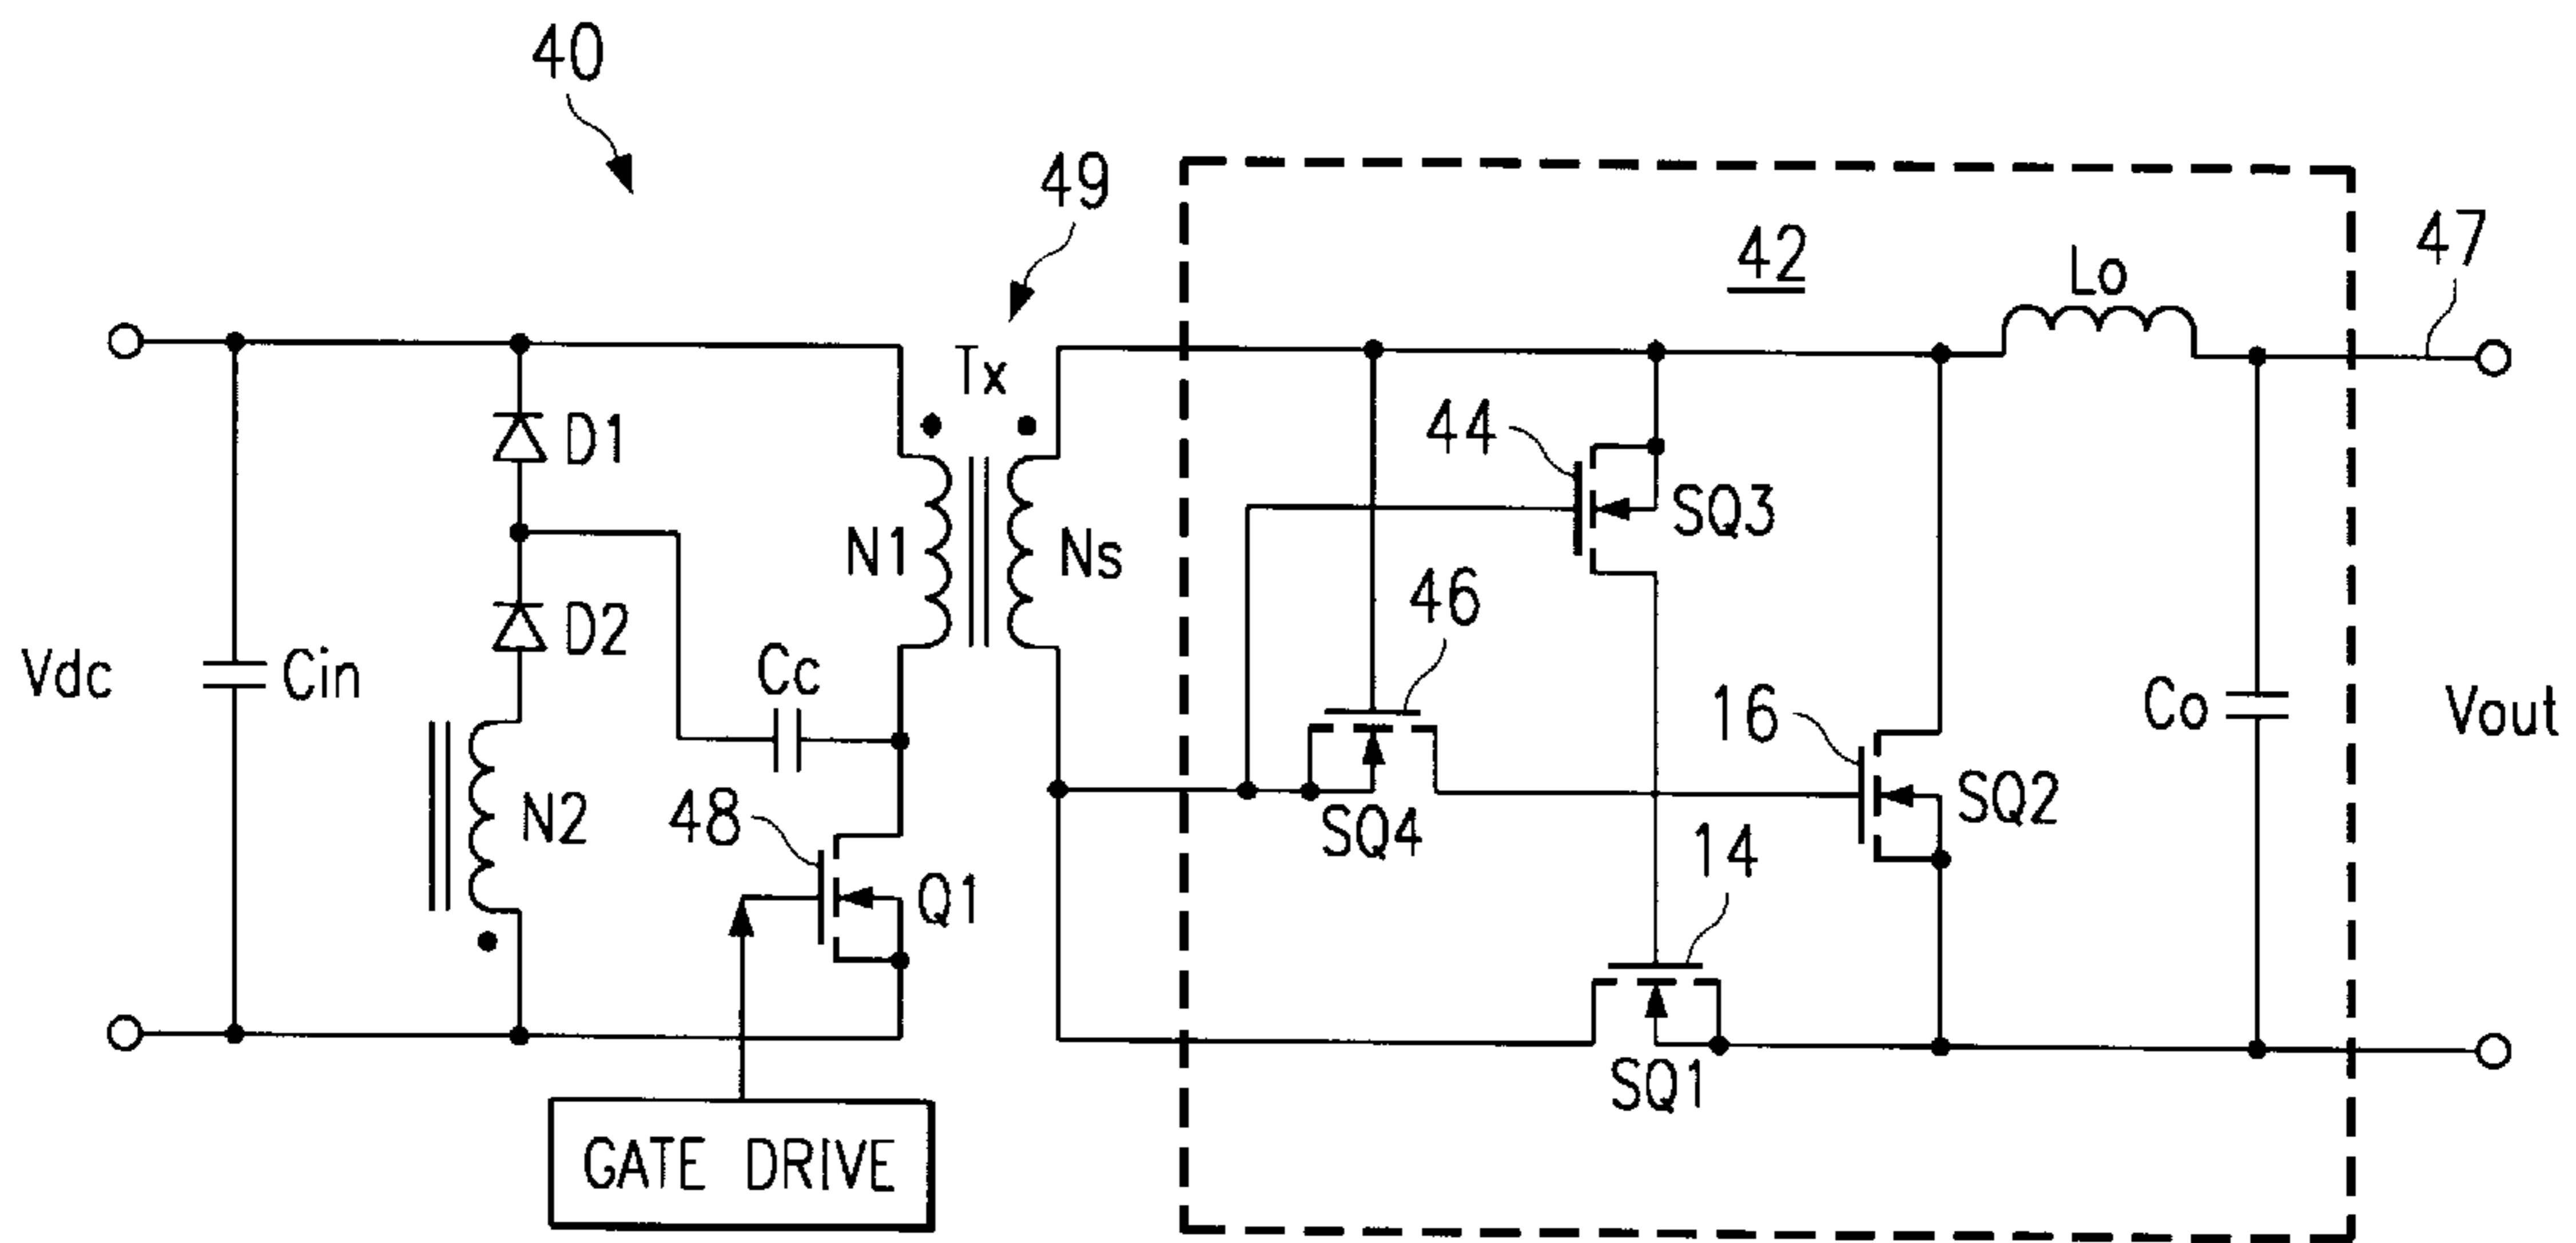 40
49
42
Lo
47
Tx
44
D1
SQ3
N1
Ns
46
D2
Vdc
Cin
Cc
16
Co
Vout
48
N2
SQ4
SQ2
14
Q1
SQ1
GATE DRIVE